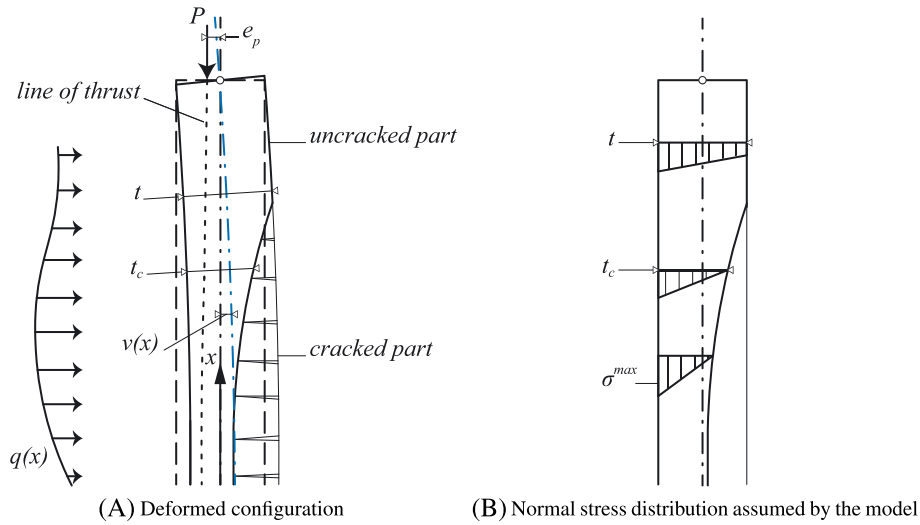 P
e_p
line of thrust
uncracked part
t
t_c
v(x)
x
cracked part
q(x)
(A) Deformed configuration
t
t_c
σ^max
(B) Normal stress distribution assumed by the model